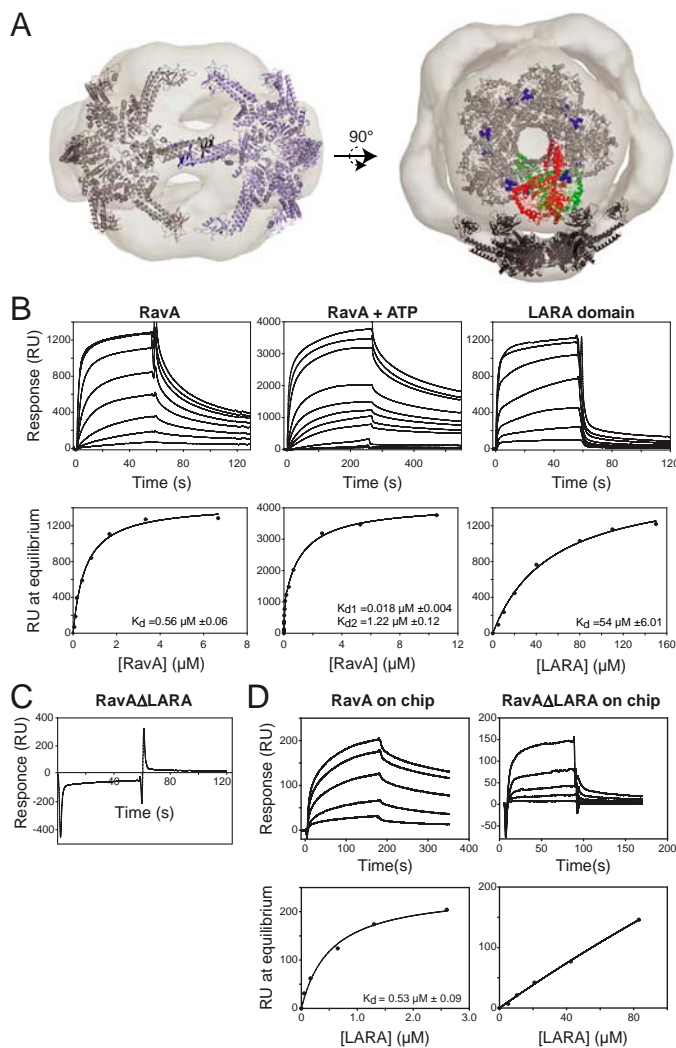 A
90°
B
RavA
RavA + ATP
LARA domain
Response (RU)
1200
800
400
0
0 40 80 120
Time (s)
4000
3000
2000
1000
0
0 200 400
Time (s)
1200
800
400
0
0 40 80 120
Time (s)
RU at equilibrium
1200
800
400
0
Kd =0.56 µM ±0.06
0 2 4 6 8
[RavA] (µM)
4000
3000
2000
1000
0
Kd1=0.018 µM ±0.004
Kd2=1.22 µM ±0.12
0 5 10
[RavA] (µM)
1200
800
400
0
Kd =54 µM ±6.01
0 40 80 120 160
[LARA] (µM)
C
RavAΔLARA
Responce (RU)
400
200
0
-200
-400
40 80 120
Time (s)
D
RavA on chip
RavAΔLARA on chip
Response (RU)
200
100
0
0 100 200 300 400
Time(s)
200
150
100
50
0
-50
0 50 100 150 200
Time(s)
RU at equilibrium
200
100
0
Kd =0.53 µM ± 0.09
0 1.0 2.0 3.0
[LARA] (µM)
200
100
0
0 40 80
[LARA] (µM)